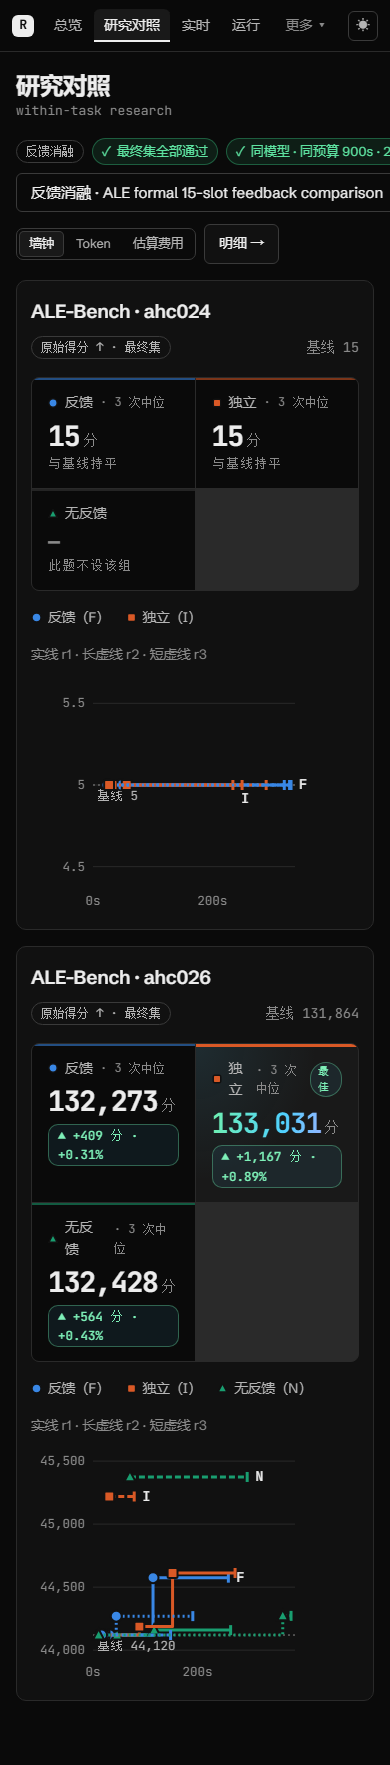 R 总览 研究对照 实时 运行 更多 ▾
研究对照
within-task research
反馈消融 ✓ 最终集全部通过 ✓ 同模型 · 同预算 900s · 2
反馈消融 · ALE formal 15-slot feedback comparison
墙钟 Token 估算费用 明细 →
ALE-Bench · ahc024
原始得分 ↑ · 最终集 基线 15
反馈 · 3 次中位
15 分
与基线持平
独立 · 3 次中位
15 分
与基线持平
▲ 无反馈
—
此题不设该组
反馈 (F) 独立 (I)
实线 r1 · 长虚线 r2 · 短虚线 r3
5.5
5
4.5
基线 5
F
I
0s 200s
ALE-Bench · ahc026
原始得分 ↑ · 最终集 基线 131,864
反馈 · 3 次中位
132,273 分
▲ +409 分 ·
+0.31%
独立 · 3 次中位 最佳
133,031 分
▲ +1,167 分 ·
+0.89%
▲ 无反馈 · 3 次中位
132,428 分
▲ +564 分 ·
+0.43%
反馈 (F) 独立 (I) ▲ 无反馈 (N)
实线 r1 · 长虚线 r2 · 短虚线 r3
45,500
N
I
45,000
44,500
F
44,000
基线 44,120
0s 200s